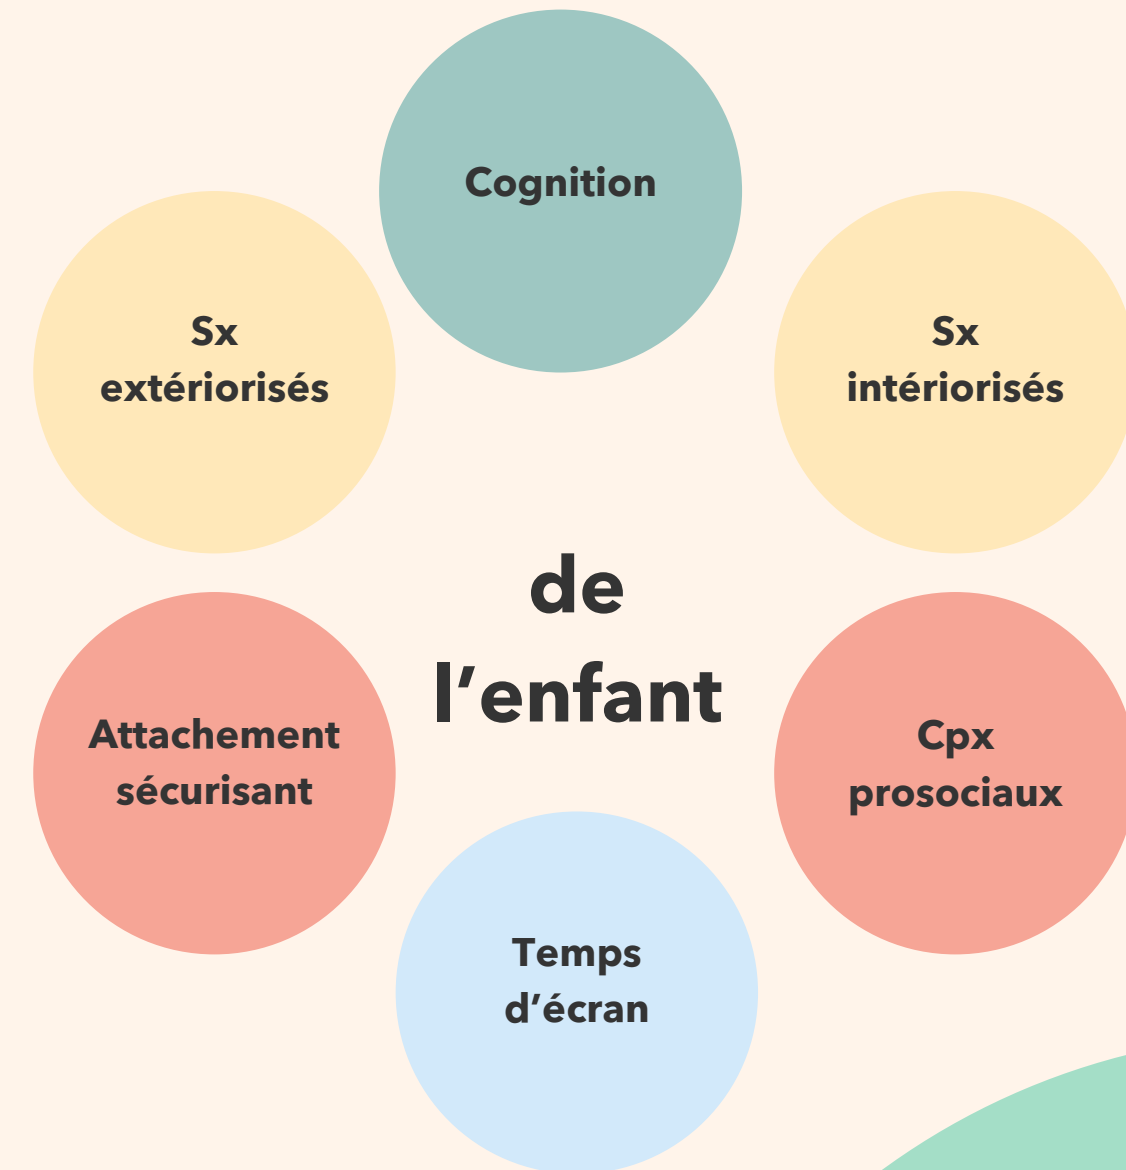 Cognition
Sx
extériorisés
Sx
intériorisés
de
l’enfant
Attachement
sécurisant
Cpx
prosociaux
Temps
d’écran